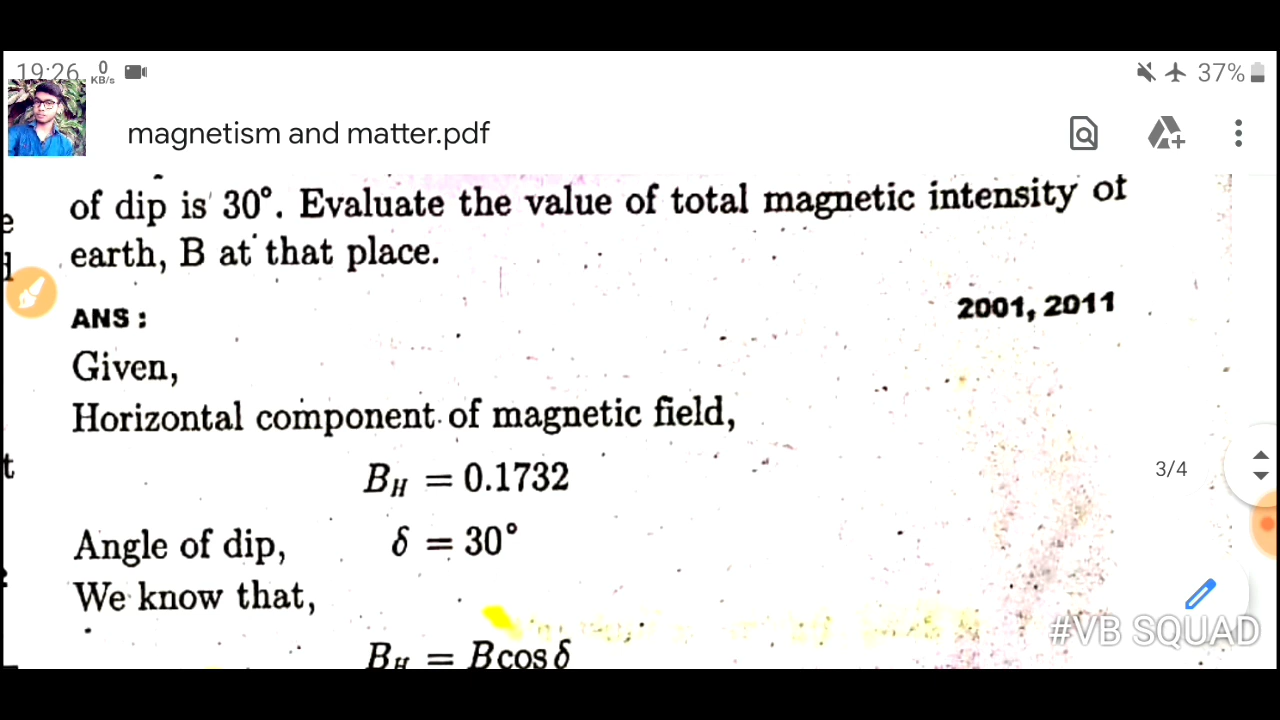 19:26 0 KB/s 37%
magnetism and matter.pdf
of dip is 30°. Evaluate the value of total magnetic intensity of
earth, B at that place.
ANS :
2001, 2011
Given,
Horizontal component of magnetic field,
B_H = 0.1732
3/4
Angle of dip, δ = 30°
We know that,
#VB SQUAD
B_H = B cos δ